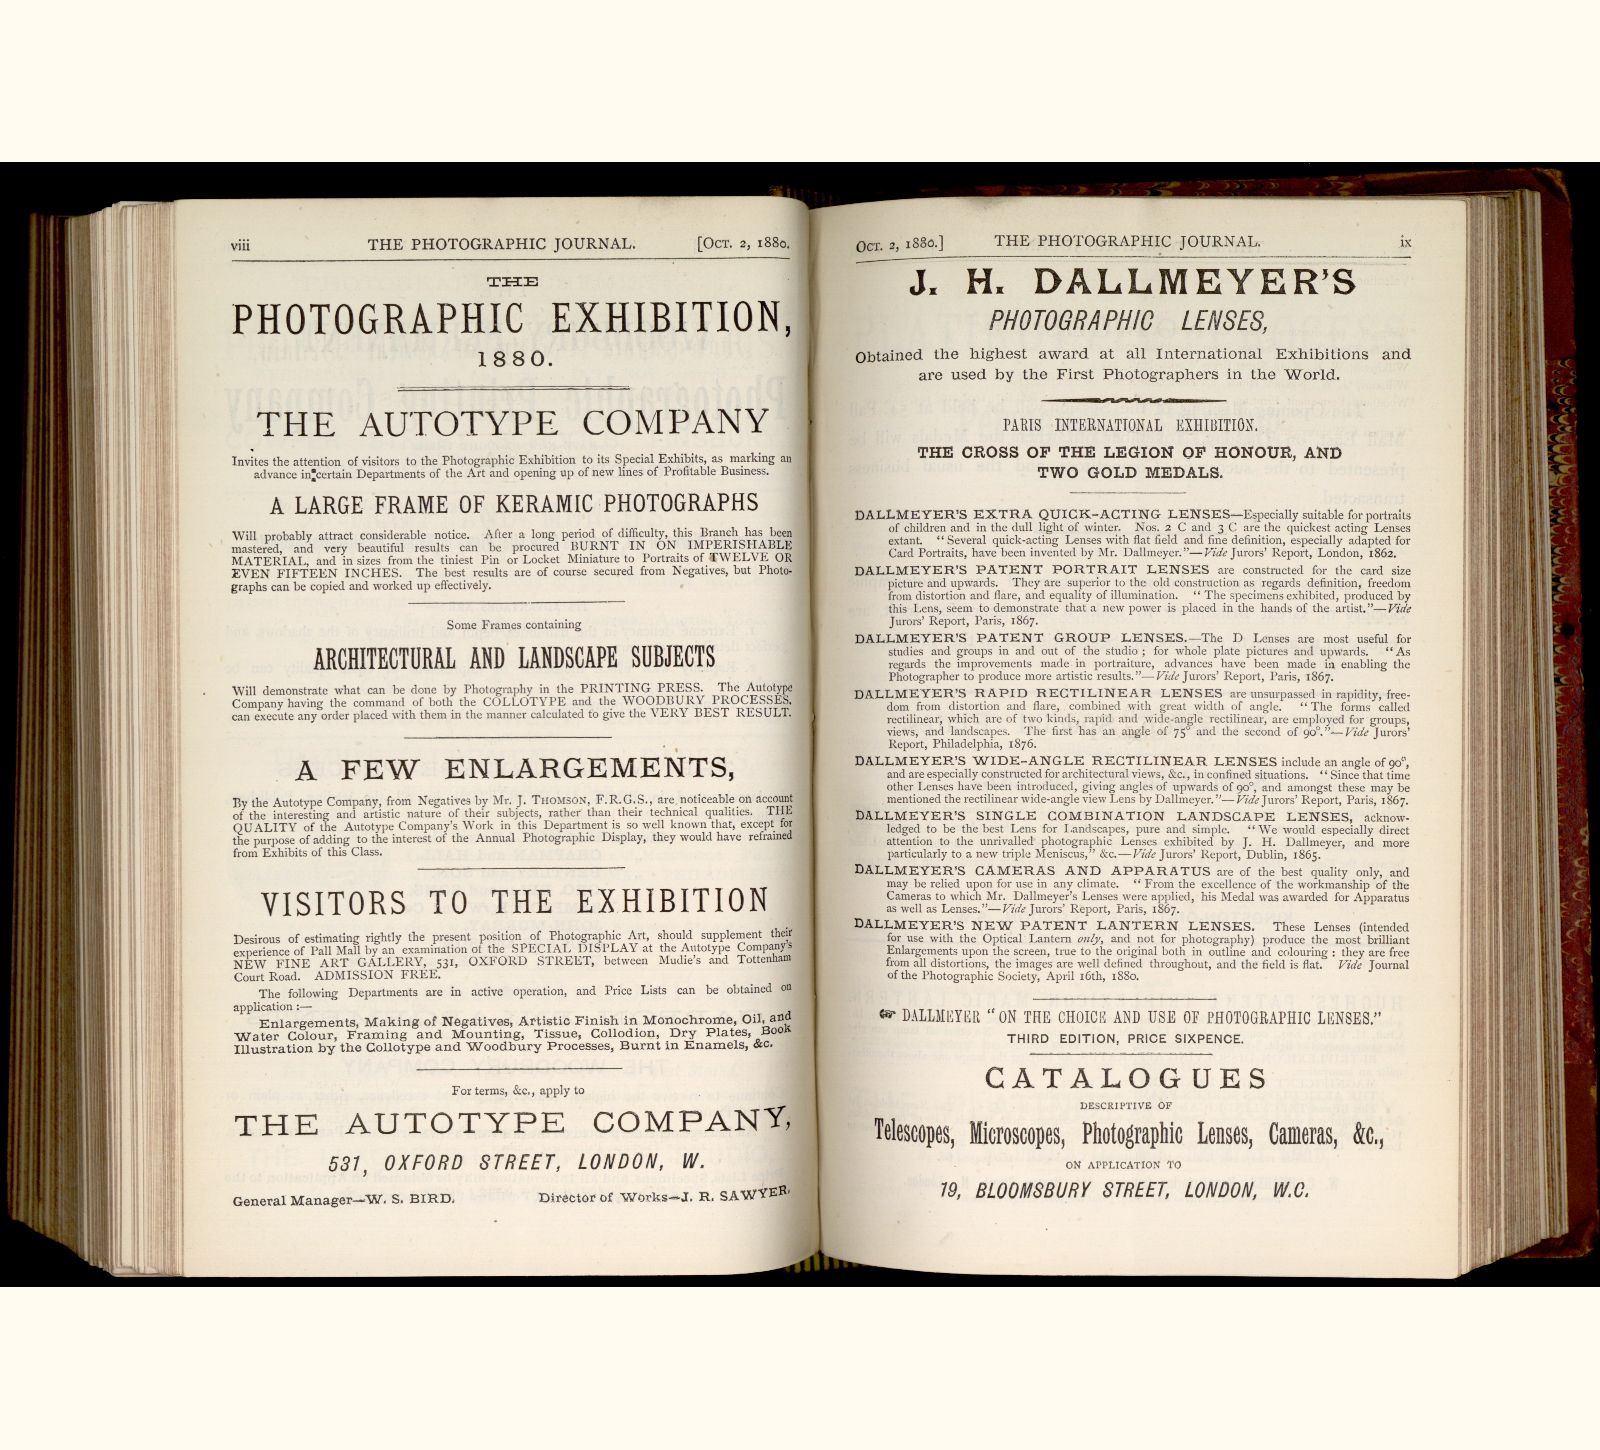 viii THE PHOTOGRAPHIC JOURNAL. [OCT. 2, 1880.
THE
PHOTOGRAPHIC EXHIBITION,
1880.
THE AUTOTYPE COMPANY
Invites the attention of visitors to the Photographic Exhibition to its Special Exhibits, as marking an
advance in certain Departments of the Art and opening up of new lines of Profitable Business.
A LARGE FRAME OF KERAMIC PHOTOGRAPHS
Will probably attract considerable notice. After a long period of difficulty, this Branch has been
mastered, and very beautiful results can be procured BURNT IN ON IMPERISHABLE
MATERIAL, and in sizes from the tiniest Pin or Locket Miniature to Portraits of TWELVE OR
EVEN FIFTEEN INCHES. The best results are of course secured from Negatives, but Photo-
graphs can be copied and worked up effectively.
Some Frames containing
ARCHITECTURAL AND LANDSCAPE SUBJECTS
Will demonstrate what can be done by Photography in the PRINTING PRESS. The Autotype
Company having the command of both the COLLOTYPE and the WOODBURY PROCESSES,
can execute any order placed with them in the manner calculated to give the VERY BEST RESULT.
A FEW ENLARGEMENTS,
By the Autotype Company, from Negatives by Mr. J. THOMSON, F.R.G.S., are noticeable on account
of the interesting and artistic nature of their subjects, rather than their technical qualities. THE
QUALITY of the Autotype Company's Work in this Department is so well known that, except for
the purpose of adding to the interest of the Annual Photographic Display, they would have refrained
from Exhibits of this Class.
VISITORS TO THE EXHIBITION
Desirous of estimating rightly the present position of Photographic Art, should supplement their
experience of Pall Mall by an examination of the SPECIAL DISPLAY at the Autotype Company's
NEW FINE ART GALLERY, 531, OXFORD STREET, between Mudie's and Tottenham
Court Road. ADMISSION FREE.
The following Departments are in active operation, and Price Lists can be obtained on
application :—
Enlargements, Making of Negatives, Artistic Finish in Monochrome, Oil, and
Water Colour, Framing and Mounting, Tissue, Collodion, Dry Plates, Book
Illustration by the Collotype and Woodbury Processes, Burnt in Enamels, &c.
For terms, &c., apply to
THE AUTOTYPE COMPANY,
531, OXFORD STREET, LONDON, W.
General Manager—W. S. BIRD. Director of Works—J. R. SAWYER.
OCT. 2, 1880.] THE PHOTOGRAPHIC JOURNAL. ix
J. H. DALLMEYER'S
PHOTOGRAPHIC LENSES,
Obtained the highest award at all International Exhibitions and
are used by the First Photographers in the World.
PARIS INTERNATIONAL EXHIBITION.
THE CROSS OF THE LEGION OF HONOUR, AND
TWO GOLD MEDALS.
DALLMEYER'S EXTRA QUICK-ACTING LENSES—Especially suitable for portraits
of children and in the dull light of winter. Nos. 2 C and 3 C are the quickest acting Lenses
extant. "Several quick-acting Lenses with flat field and fine definition, especially adapted for
Card Portraits, have been invented by Mr. Dallmeyer."—Vide Jurors' Report, London, 1862.
DALLMEYER'S PATENT PORTRAIT LENSES are constructed for the card size
picture and upwards. They are superior to the old construction as regards definition, freedom
from distortion and flare, and equality of illumination. "The specimens exhibited, produced by
this Lens, seem to demonstrate that a new power is placed in the hands of the artist."—Vide
Jurors' Report, Paris, 1867.
DALLMEYER'S PATENT GROUP LENSES.—The D Lenses are most useful for
studies and groups in and out of the studio ; for whole plate pictures and upwards. "As
regards the improvements made in portraiture, advances have been made in enabling the
Photographer to produce more artistic results."—Vide Jurors' Report, Paris, 1867.
DALLMEYER'S RAPID RECTILINEAR LENSES are unsurpassed in rapidity, free-
dom from distortion and flare, combined with great width of angle. "The forms called
rectilinear, which are of two kinds, rapid and wide-angle rectilinear, are employed for groups,
views, and landscapes. The first has an angle of 75° and the second of 90°."—Vide Jurors'
Report, Philadelphia, 1876.
DALLMEYER'S WIDE-ANGLE RECTILINEAR LENSES include an angle of 90°,
and are especially constructed for architectural views, &c., in confined situations. "Since that time
other Lenses have been introduced, giving angles of upwards of 90°, and amongst these may be
mentioned the rectilinear wide-angle view Lens by Dallmeyer."—Vide Jurors' Report, Paris, 1867.
DALLMEYER'S SINGLE COMBINATION LANDSCAPE LENSES, acknow-
ledged to be the best Lens for Landscapes, pure and simple. "We would especially direct
attention to the unrivalled photographic Lenses exhibited by J. H. Dallmeyer, and more
particularly to a new triple Meniscus," &c.—Vide Jurors' Report, Dublin, 1865.
DALLMEYER'S CAMERAS AND APPARATUS are of the best quality only, and
may be relied upon for use in any climate. "From the excellence of the workmanship of the
Cameras to which Mr. Dallmeyer's Lenses were applied, his Medal was awarded for Apparatus
as well as Lenses."—Vide Jurors' Report, Paris, 1867.
DALLMEYER'S NEW PATENT LANTERN LENSES. These Lenses (intended
for use with the Optical Lantern only, and not for photography) produce the most brilliant
Enlargements upon the screen, true to the original both in outline and colouring : they are free
from all distortions, the images are well defined throughout, and the field is flat. Vide Journal
of the Photographic Society, April 16th, 1880.
☞ DALLMEYER "ON THE CHOICE AND USE OF PHOTOGRAPHIC LENSES."
THIRD EDITION, PRICE SIXPENCE.
CATALOGUES
DESCRIPTIVE OF
Telescopes, Microscopes, Photographic Lenses, Cameras, &c.,
ON APPLICATION TO
19, BLOOMSBURY STREET, LONDON, W.C.